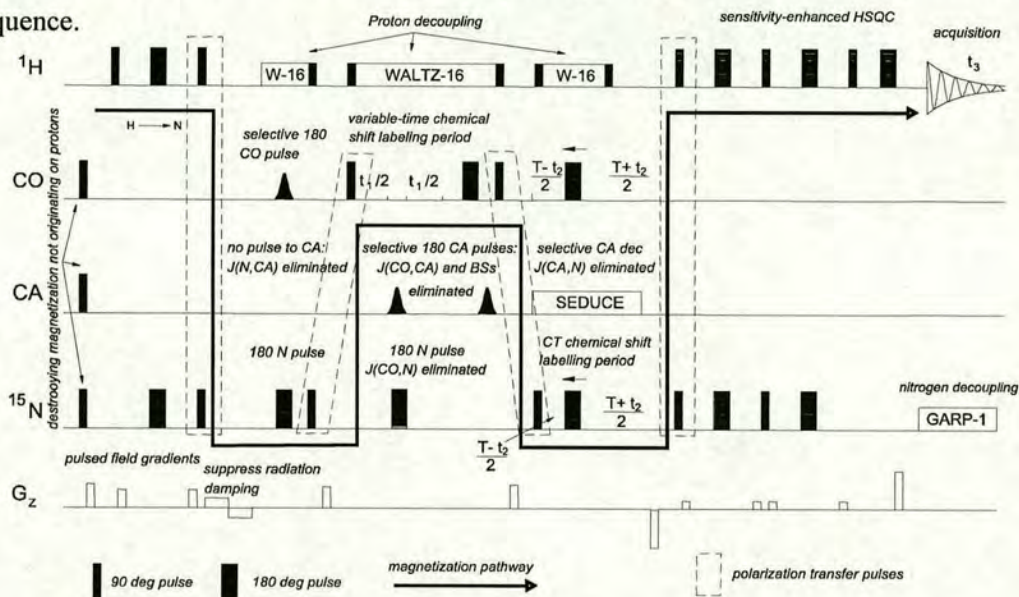 quence.
Proton decoupling
sensitivity-enhanced HSQC
acquisition
1H
W-16
WALTZ-16
W-16
t3
H → N
selective 180
CO pulse
variable-time chemical
shift labeling period
CO
t1/2
t1/2
T- t2
2
T+ t2
2
destrooying magnetization not originating on protons
no pulse to CA:
J(N,CA) eliminated
selective 180 CA pulses:
J(CO,CA) and BSs
eliminated
selective CA dec
J(CA,N) eliminated
CA
SEDUCE
180 N pulse
180 N pulse
J(CO,N) eliminated
CT chemical shift
labelling period
15N
T+ t2
2
nitrogen decoupling
GARP-1
T- t2
2
pulsed field gradients
suppress radiation
damping
Gz
90 deg pulse
180 deg pulse
magnetization pathway
polarization transfer pulses